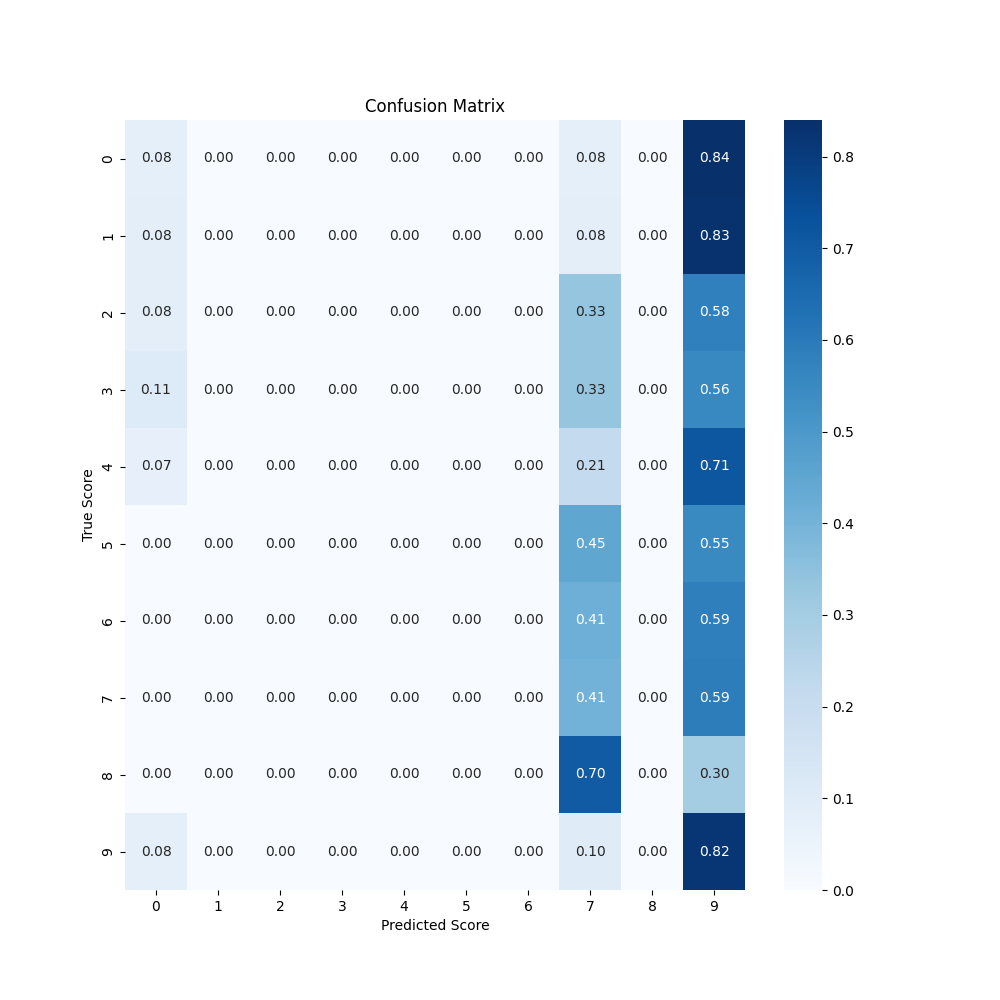 Confusion Matrix
True Score
0 0.08 0.00 0.00 0.00 0.00 0.00 0.00 0.08 0.00 0.84
1 0.08 0.00 0.00 0.00 0.00 0.00 0.00 0.08 0.00 0.83
2 0.08 0.00 0.00 0.00 0.00 0.00 0.00 0.33 0.00 0.58
3 0.11 0.00 0.00 0.00 0.00 0.00 0.00 0.33 0.00 0.56
4 0.07 0.00 0.00 0.00 0.00 0.00 0.00 0.21 0.00 0.71
5 0.00 0.00 0.00 0.00 0.00 0.00 0.00 0.45 0.00 0.55
6 0.00 0.00 0.00 0.00 0.00 0.00 0.00 0.41 0.00 0.59
7 0.00 0.00 0.00 0.00 0.00 0.00 0.00 0.41 0.00 0.59
8 0.00 0.00 0.00 0.00 0.00 0.00 0.00 0.70 0.00 0.30
9 0.08 0.00 0.00 0.00 0.00 0.00 0.00 0.10 0.00 0.82
0 1 2 3 4 5 6 7 8 9
Predicted Score
0.8
0.7
0.6
0.5
0.4
0.3
0.2
0.1
0.0